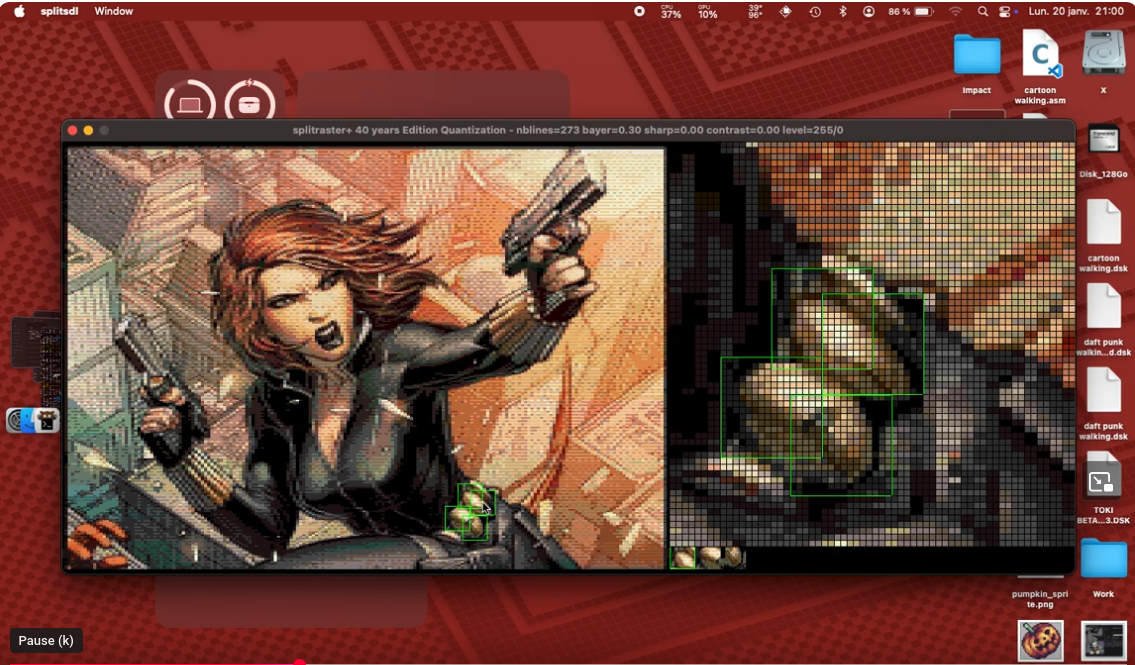 splitsdl Window
CPU
37%
GPU
10%
39°
96°
86 %
Lun. 20 janv. 21:00
Impact
cartoon
walking.asm
X
splitraster+ 40 years Edition Quantization - nblines=273 bayer=0.30 sharp=0.00 contrast=0.00 level=255/0
Disk_128Go
cartoon
walking.dsk
daft punk
walkin...d.dsk
daft punk
walking.dsk
TOKI
BETA...3.DSK
pumpkin_spri
te.png
Work
Pause (k)